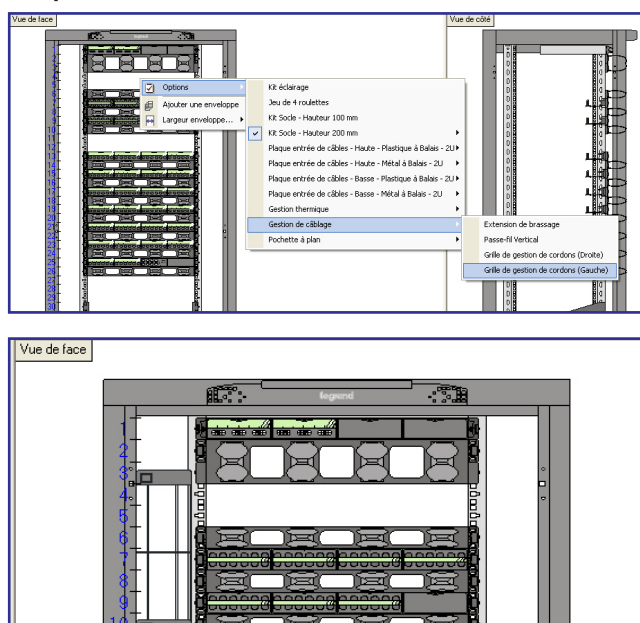 Vue de face
Vue de côté
Options
Ajouter une enveloppe
Largeur enveloppe...
Kit éclairage
Jeu de 4 roulettes
Kit Socle - Hauteur 100 mm
Kit Socle - Hauteur 200 mm
Plaque entrée de câbles - Haute - Plastique à Balais - 2U
Plaque entrée de câbles - Haute - Métal à Balais - 2U
Plaque entrée de câbles - Basse - Plastique à Balais - 2U
Plaque entrée de câbles - Basse - Métal à Balais - 2U
Gestion thermique
Gestion de câblage
Pochette à plan
Extension de brassage
Passe-fil Vertical
Grille de gestion de cordons (Droite)
Grille de gestion de cordons (Gauche)
Vue de face
legrand
1
2
3
4
5
6
7
8
9
10